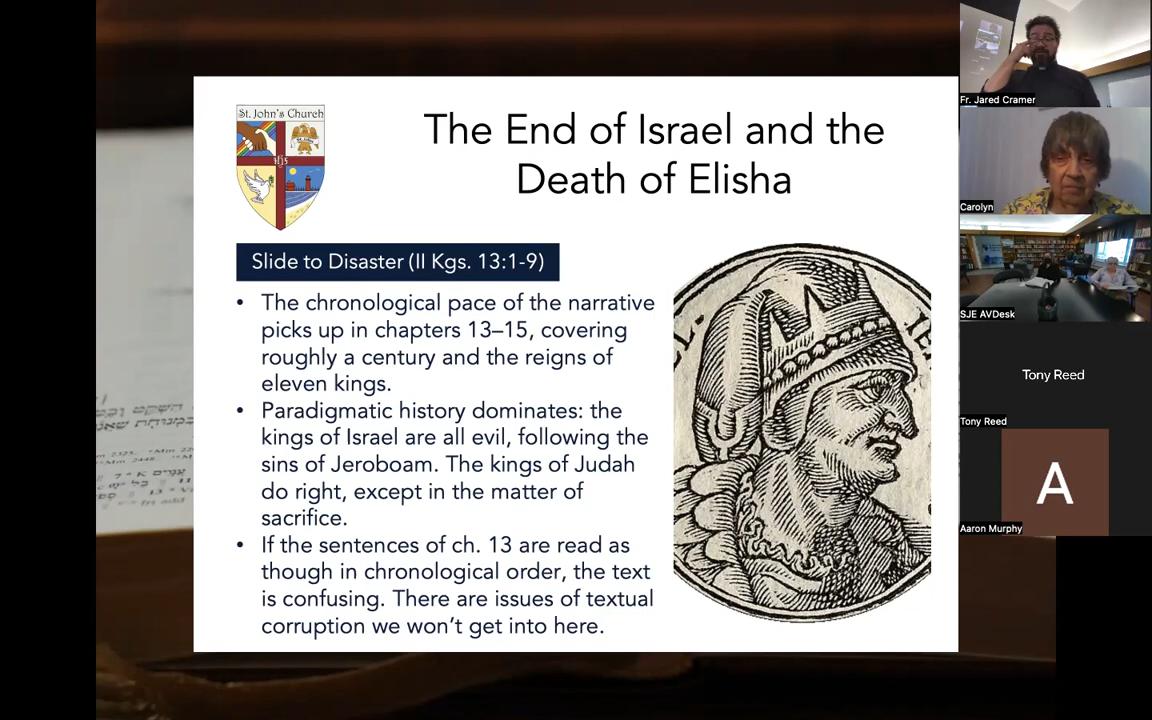 St. John's Church
The End of Israel and the
Death of Elisha
Slide to Disaster (II Kgs. 13:1-9)
• The chronological pace of the narrative
picks up in chapters 13–15, covering
roughly a century and the reigns of
eleven kings.
• Paradigmatic history dominates: the
kings of Israel are all evil, following the
sins of Jeroboam. The kings of Judah
do right, except in the matter of
sacrifice.
• If the sentences of ch. 13 are read as
though in chronological order, the text
is confusing. There are issues of textual
corruption we won't get into here.
Fr. Jared Cramer
Carolyn
SJE AVDesk
Tony Reed
Tony Reed
A
Aaron Murphy